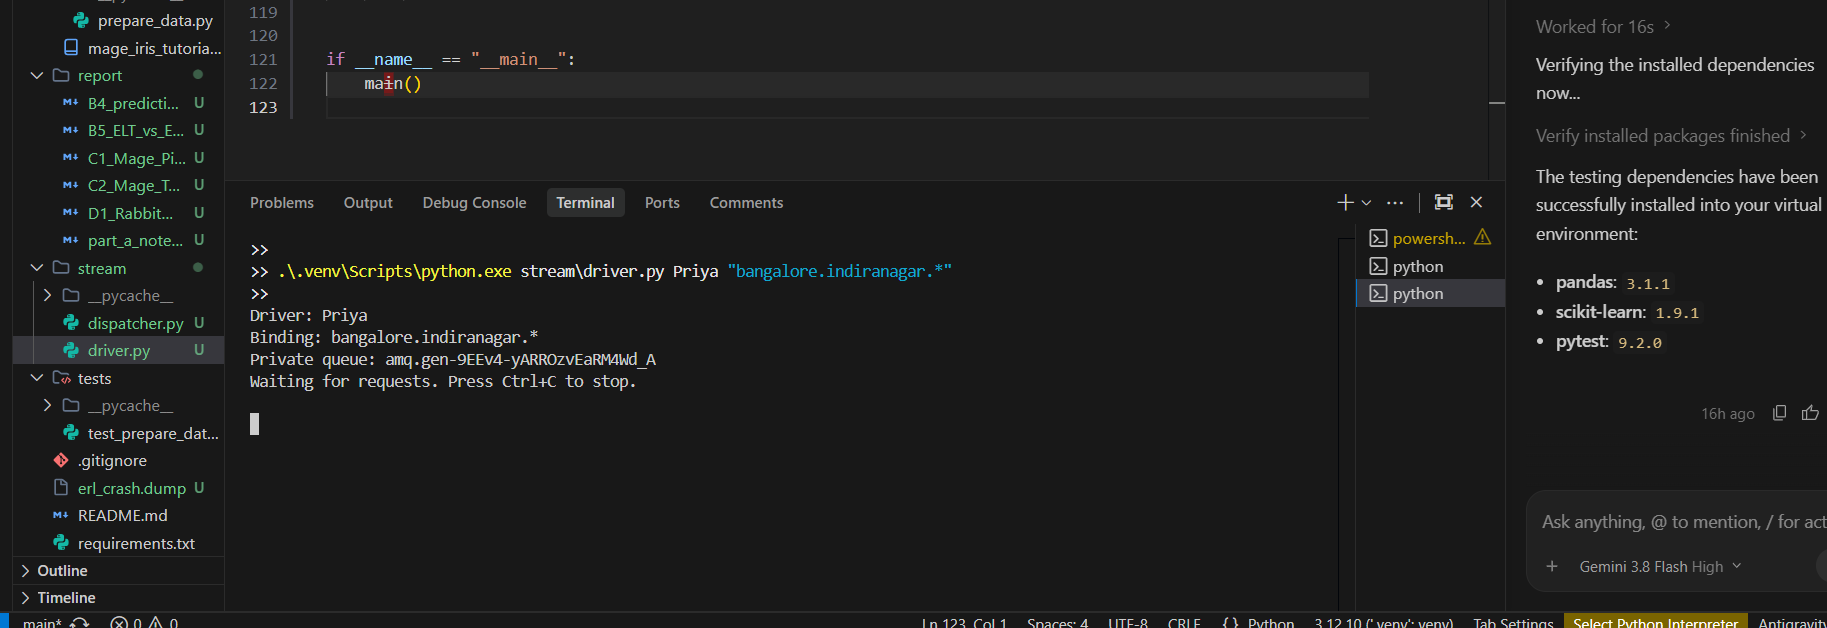 prepare_data.py
mage_iris_tutoria...
report
B4_predicti... U
B5_ELT_vs_E... U
C1_Mage_Pi... U
C2_Mage_T... U
D1_Rabbit... U
part_a_note... U
stream
__pycache__
dispatcher.py U
driver.py U
tests
__pycache__
test_prepare_dat...
.gitignore
erl_crash.dump U
README.md
requirements.txt
Outline
Timeline
119
120
121 if __name__ == "__main__":
122 main()
123
Problems Output Debug Console Terminal Ports Comments
>>
>> .\.venv\Scripts\python.exe stream\driver.py Priya "bangalore.indiranagar.*"
>>
Driver: Priya
Binding: bangalore.indiranagar.*
Private queue: amq.gen-9EEv4-yARROzvEaRM4Wd_A
Waiting for requests. Press Ctrl+C to stop.
powersh...
python
python
Worked for 16s >
Verifying the installed dependencies
now...
Verify installed packages finished >
The testing dependencies have been
successfully installed into your virtual
environment:
• pandas: 3.1.1
• scikit-learn: 1.9.1
• pytest: 9.2.0
16h ago
Ask anything, @ to mention, / for act
+ Gemini 3.8 Flash High
main* 0 0 Ln 123, Col 1 Spaces: 4 UTF-8 CRLF {} Python 3.12.10 ('.venv': venv) Tab Settings Select Python Interpreter Antigravity